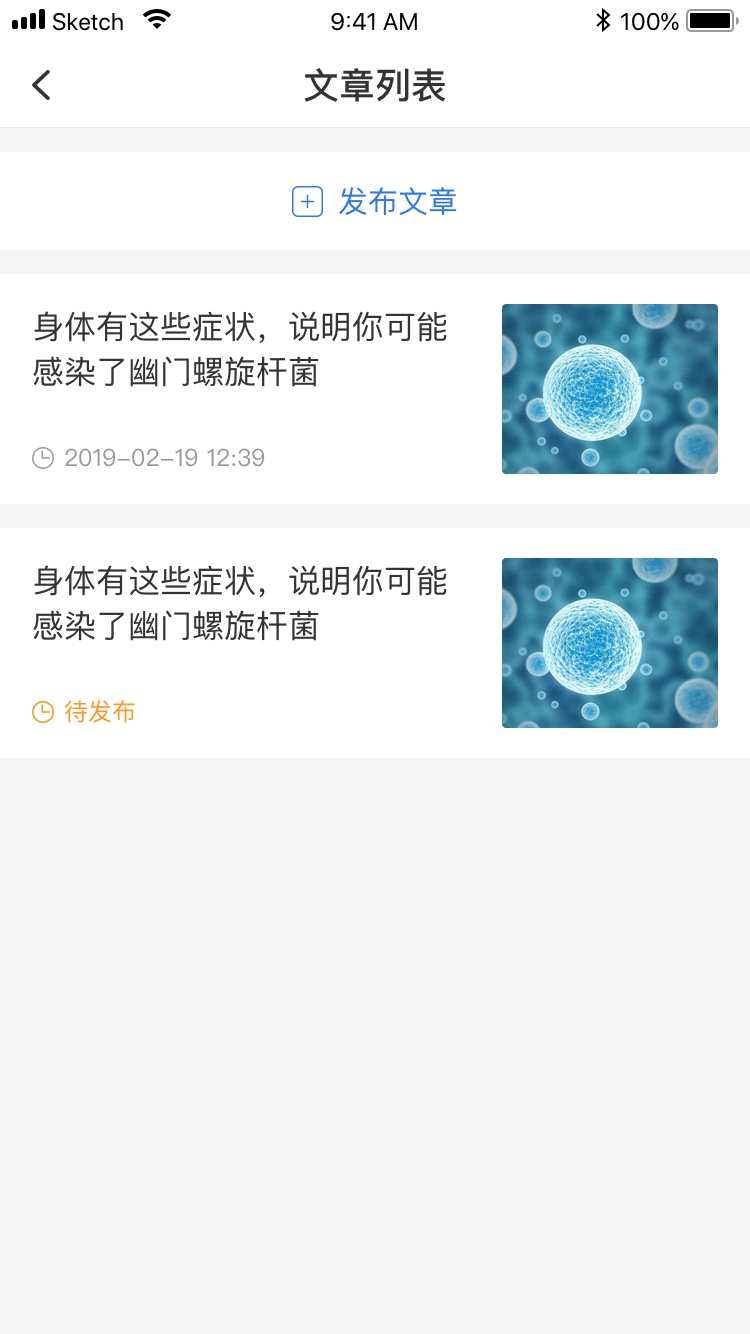 Sketch 9:41 AM 100%
文章列表
发布文章
身体有这些症状，说明你可能
感染了幽门螺旋杆菌
2019-02-19 12:39
身体有这些症状，说明你可能
感染了幽门螺旋杆菌
待发布